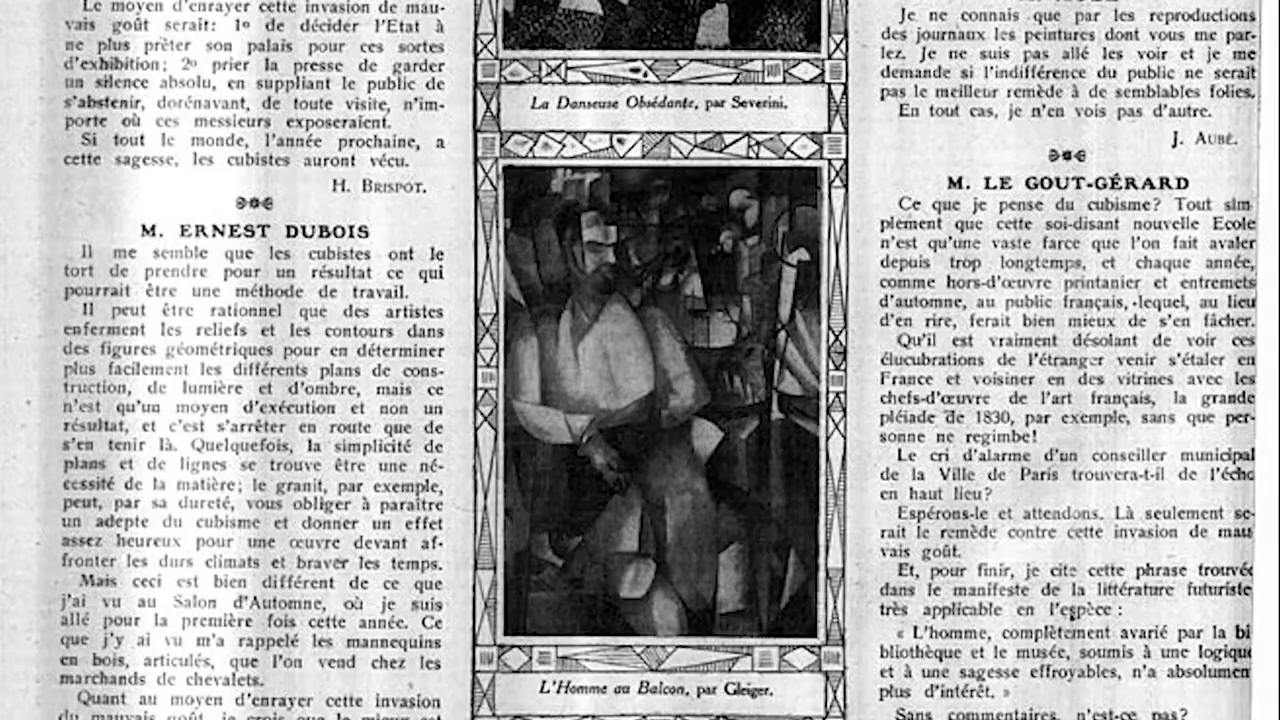 Le moyen d'enrayer cette invasion de mau-
vais goût serait: 1º de décider l'Etat à
ne plus prêter son palais pour ces sortes
d'exhibition; 2º prier la presse de garder
un silence absolu, en suppliant le public de
s'abstenir, dorénavant, de toute visite, n'im-
porte où ces messieurs exposeraient.
Si tout le monde, l'année prochaine, a
cette sagesse, les cubistes auront vécu.
H. BRISPOT.
M. ERNEST DUBOIS
Il me semble que les cubistes ont le
tort de prendre pour un résultat ce qui
pourrait être une méthode de travail.
Il peut être rationnel que des artistes
enferment les reliefs et les contours dans
des figures géométriques pour en déterminer
plus facilement les différents plans de cons-
truction, de lumière et d'ombre, mais ce
n'est qu'un moyen d'exécution et non un
résultat, et c'est s'arrêter en route que de
s'en tenir là. Quelquefois, la simplicité de
plans et de lignes se trouve être une né-
cessité de la matière; le granit, par exemple,
peut, par sa dureté, vous obliger à paraître
un adepte du cubisme et donner un effet
assez heureux pour une œuvre devant af-
fronter les durs climats et braver les temps.
Mais ceci est bien différent de ce que
j'ai vu au Salon d'Automne, où je suis
allé pour la première fois cette année. Ce
que j'y ai vu m'a rappelé les mannequins
en bois, articulés, que l'on vend chez les
marchands de chevalets.
Quant au moyen d'enrayer cette invasion
du mauvais goût, je crois que le mieux est
La Danseuse Obsédante, par Severini.
L'Homme au Balcon, par Gleiger.
Je ne connais que par les reproductions
des journaux les peintures dont vous me par-
lez. Je ne suis pas allé les voir et je me
demande si l'indifférence du public ne serait
pas le meilleur remède à de semblables folies.
En tout cas, je n'en vois pas d'autre.
J. AUBÉ.
M. LE GOUT-GÉRARD
Ce que je pense du cubisme? Tout sim
plement que cette soi-disant nouvelle Ecole
n'est qu'une vaste farce que l'on fait avaler
depuis trop longtemps, et chaque année,
comme hors-d'œuvre printanier et entremets
d'automne, au public français, lequel, au lieu
d'en rire, ferait bien mieux de s'en fâcher.
Qu'il est vraiment désolant de voir ces
élucubrations de l'étranger venir s'étaler en
France et voisiner en des vitrines avec les
chefs-d'œuvre de l'art français, la grande
pléiade de 1830, par exemple, sans que per-
sonne ne regimbe!
Le cri d'alarme d'un conseiller municipal
de la Ville de Paris trouvera-t-il de l'écho
en haut lieu?
Espérons-le et attendons. Là seulement se-
rait le remède contre cette invasion de mau
vais goût.
Et, pour finir, je cite cette phrase trouvée
dans le manifeste de la littérature futuriste
très applicable en l'espèce :
« L'homme, complètement avarié par la bi
bliothèque et le musée, soumis à une logique
et à une sagesse effroyables, n'a absolumen
plus d'intérêt. »
Sans commentaires, n'est-ce pas?